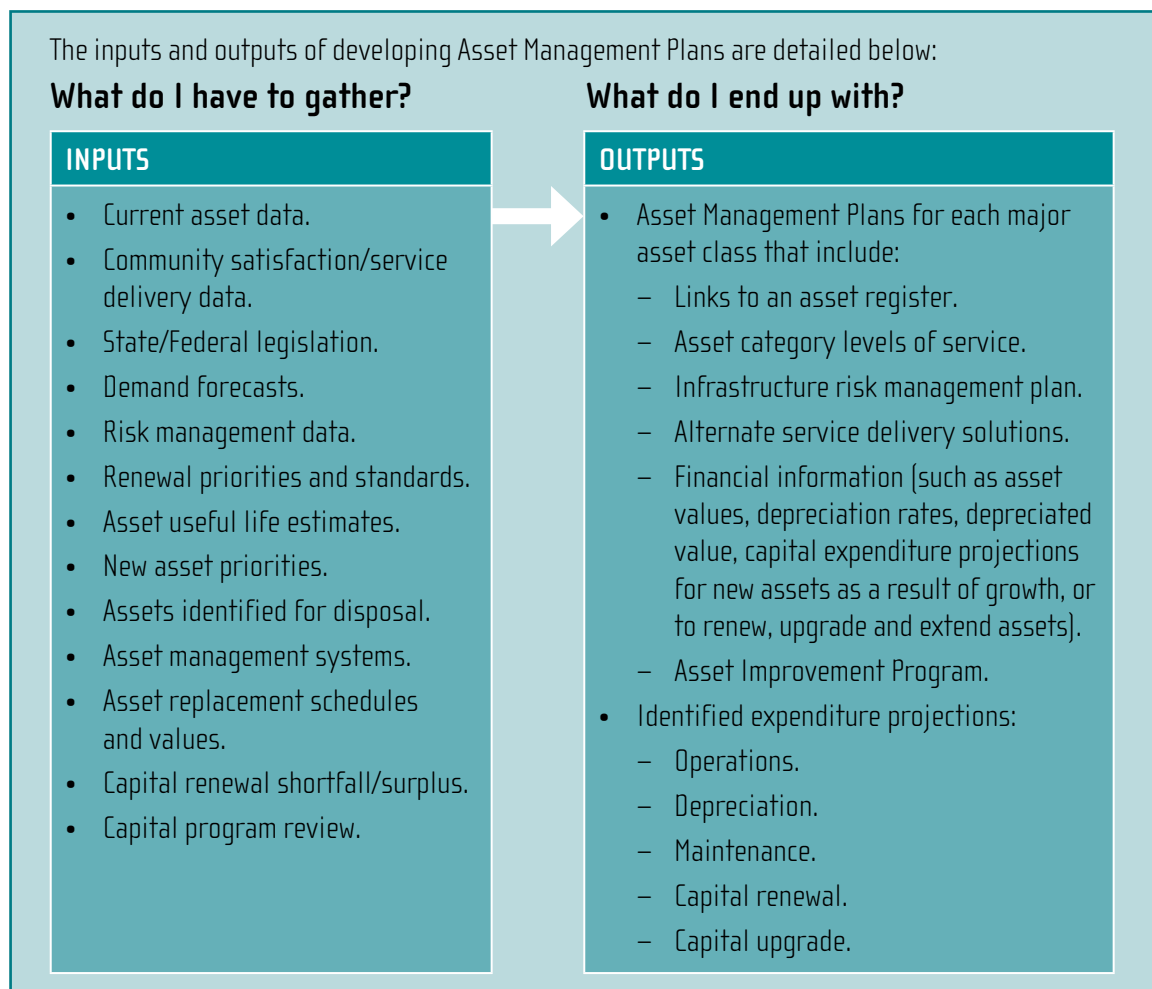 The inputs and outputs of developing Asset Management Plans are detailed below:
What do I have to gather?
INPUTS
• Current asset data.
• Community satisfaction/service
delivery data.
• State/Federal legislation.
• Demand forecasts.
• Risk management data.
• Renewal priorities and standards.
• Asset useful life estimates.
• New asset priorities.
• Assets identified for disposal.
• Asset management systems.
• Asset replacement schedules
and values.
• Capital renewal shortfall/surplus.
• Capital program review.
What do I end up with?
OUTPUTS
• Asset Management Plans for each major
asset class that include:
– Links to an asset register.
– Asset category levels of service.
– Infrastructure risk management plan.
– Alternate service delivery solutions.
– Financial information (such as asset
values, depreciation rates, depreciated
value, capital expenditure projections
for new assets as a result of growth, or
to renew, upgrade and extend assets).
– Asset Improvement Program.
• Identified expenditure projections:
– Operations.
– Depreciation.
– Maintenance.
– Capital renewal.
– Capital upgrade.